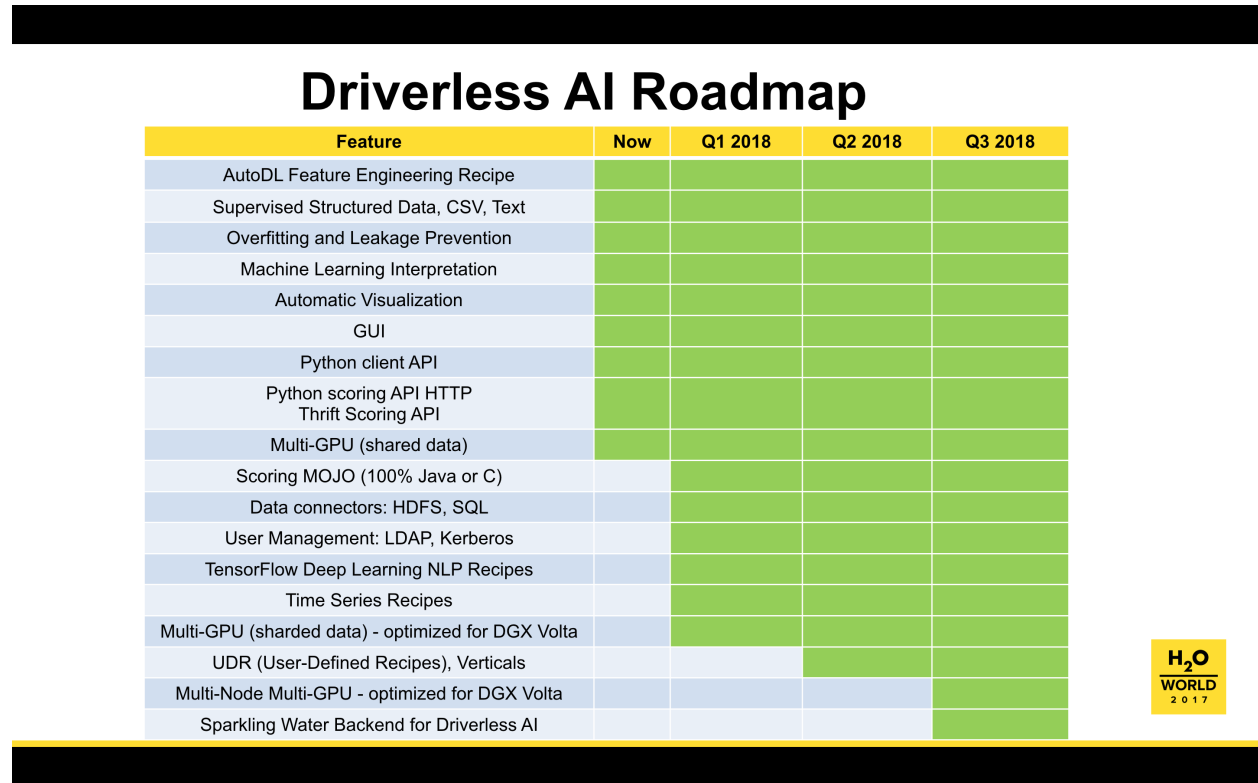 Driverless AI Roadmap
Feature Now Q1 2018 Q2 2018 Q3 2018
AutoDL Feature Engineering Recipe
Supervised Structured Data, CSV, Text
Overfitting and Leakage Prevention
Machine Learning Interpretation
Automatic Visualization
GUI
Python client API
Python scoring API HTTP
Thrift Scoring API
Multi-GPU (shared data)
Scoring MOJO (100% Java or C)
Data connectors: HDFS, SQL
User Management: LDAP, Kerberos
TensorFlow Deep Learning NLP Recipes
Time Series Recipes
Multi-GPU (sharded data) - optimized for DGX Volta
UDR (User-Defined Recipes), Verticals
Multi-Node Multi-GPU - optimized for DGX Volta
Sparkling Water Backend for Driverless AI
H2O
WORLD
2017